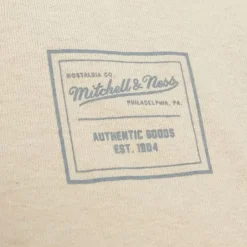 NOSTALGIA CO.
Mitchell & Ness
PHILADELPHIA, PA.
AUTHENTIC GOODS
EST. 1904